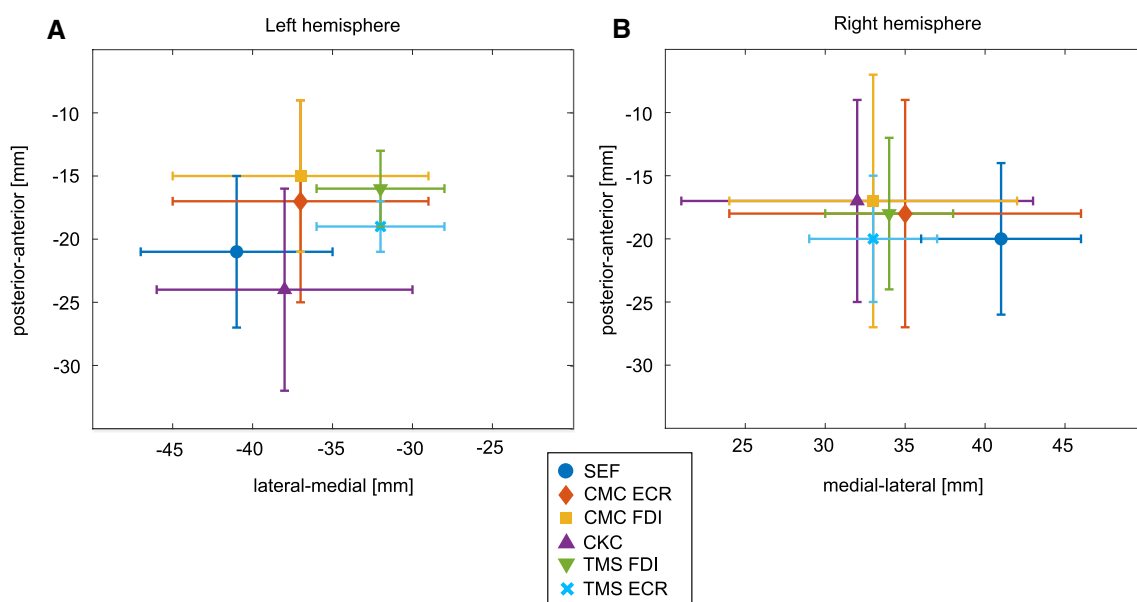 A
Left hemisphere
posterior-anterior [mm]
-10
-15
-20
-25
-30
-45
-40
-35
-30
-25
lateral-medial [mm]
B
Right hemisphere
posterior-anterior [mm]
-10
-15
-20
-25
-30
25
30
35
40
45
medial-lateral [mm]
SEF
CMC ECR
CMC FDI
CKC
TMS FDI
TMS ECR